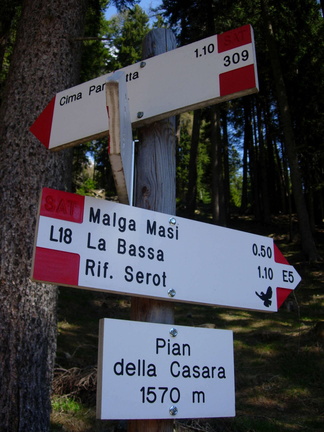 SAT
1.10
309
Cima
SAT
Malga Masi
L18 La Bassa 0.50
Rif. Serot 1.10 E5
Pian
della Casara
1570 m